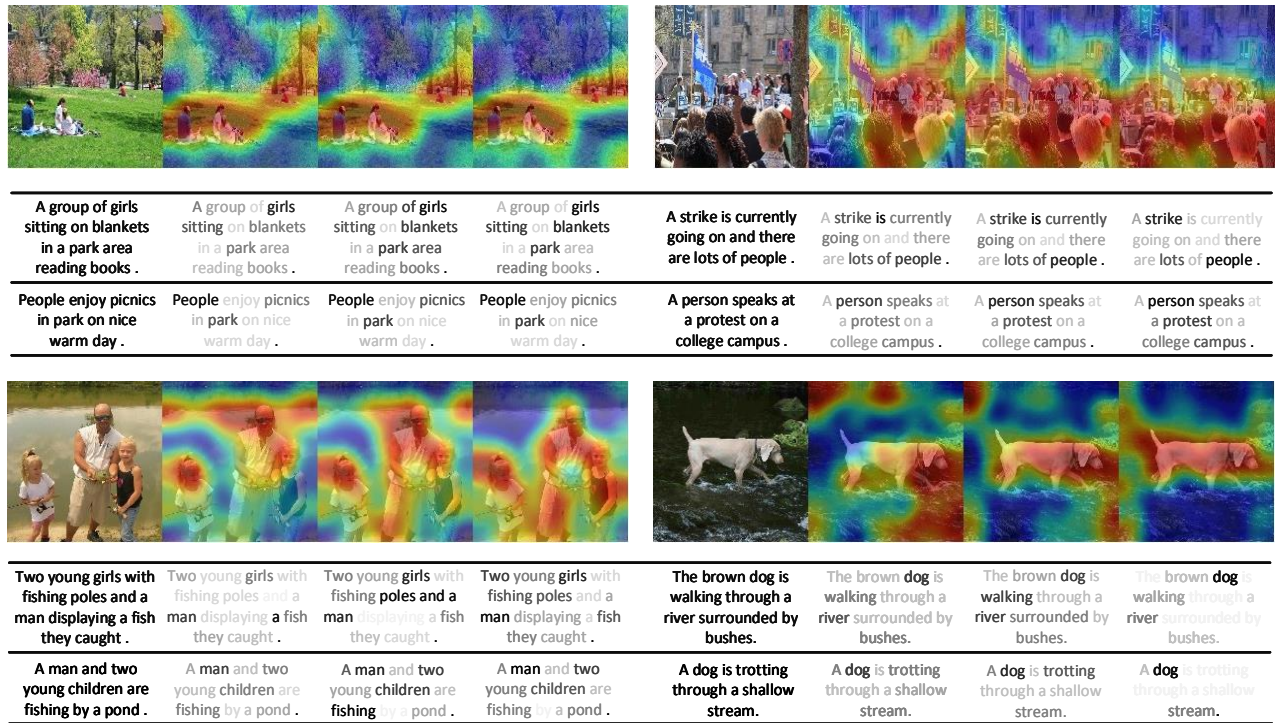 A group of girls
sitting on blankets
in a park area
reading books .
A group of girls
sitting on blankets
in a park area
reading books .
A group of girls
sitting on blankets
in a park area
reading books .
A group of girls
sitting on blankets
in a park area
reading books .
People enjoy picnics
in park on nice
warm day .
People enjoy picnics
in park on nice
warm day .
People enjoy picnics
in park on nice
warm day .
People enjoy picnics
in park on nice
warm day .
A strike is currently
going on and there
are lots of people .
A strike is currently
going on and there
are lots of people .
A strike is currently
going on and there
are lots of people .
A strike is currently
going on and there
are lots of people .
A person speaks at
a protest on a
college campus .
A person speaks at
a protest on a
college campus .
A person speaks at
a protest on a
college campus .
A person speaks at
a protest on a
college campus .
Two young girls with
fishing poles and a
man displaying a fish
they caught .
Two young girls with
fishing poles and a
man displaying a fish
they caught .
Two young girls with
fishing poles and a
man displaying a fish
they caught .
Two young girls with
fishing poles and a
man displaying a fish
they caught .
A man and two
young children are
fishing by a pond .
A man and two
young children are
fishing by a pond .
A man and two
young children are
fishing by a pond .
A man and two
young children are
fishing by a pond .
The brown dog is
walking through a
river surrounded by
bushes.
The brown dog is
walking through a
river surrounded by
bushes.
The brown dog is
walking through a
river surrounded by
bushes.
The brown dog is
walking through a
river surrounded by
bushes.
A dog is trotting
through a shallow
stream.
A dog is trotting
through a shallow
stream.
A dog is trotting
through a shallow
stream.
A dog is trotting
through a shallow
stream.